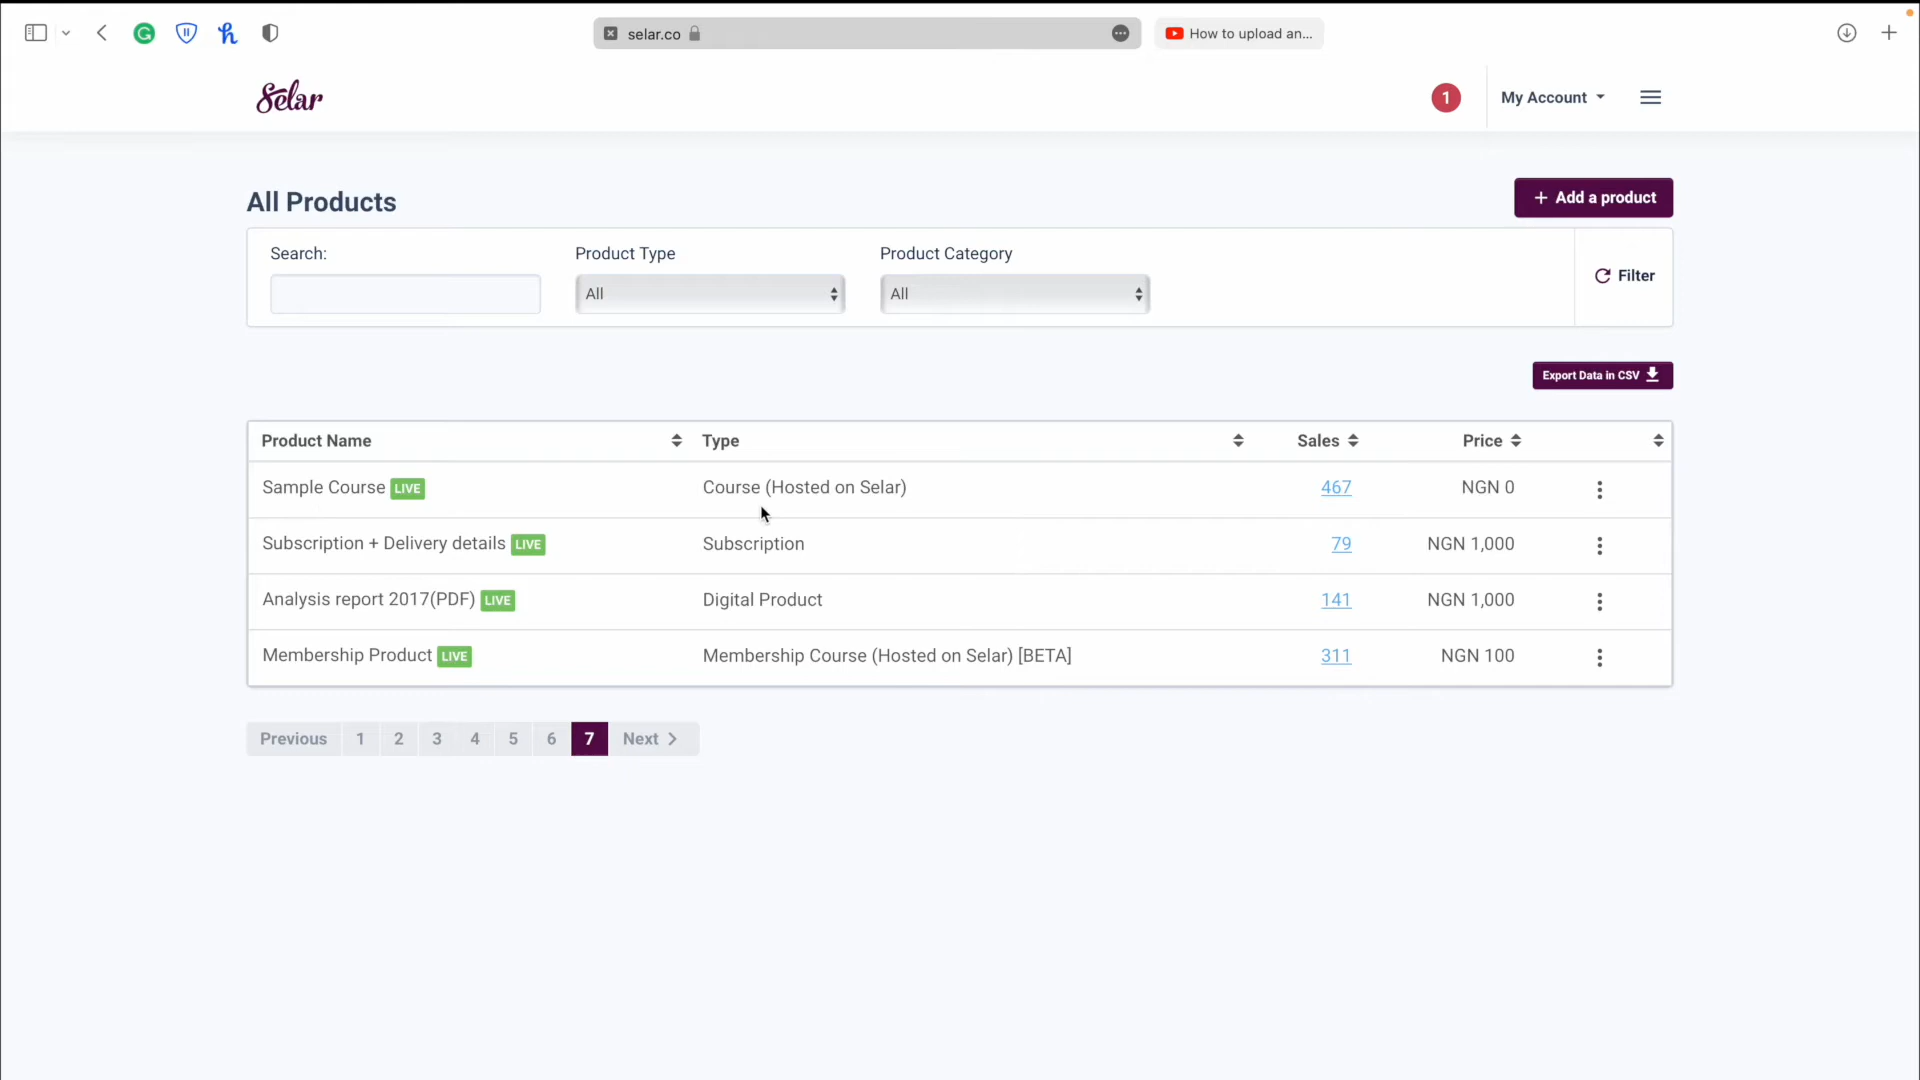 selar.co
How to upload an...
Selar
1
My Account
All Products
+ Add a product
Search:
Product Type
Product Category
All
All
Filter
Export Data in CSV
Product Name Type Sales Price
Sample Course LIVE Course (Hosted on Selar) 467 NGN 0
Subscription + Delivery details LIVE Subscription 79 NGN 1,000
Analysis report 2017(PDF) LIVE Digital Product 141 NGN 1,000
Membership Product LIVE Membership Course (Hosted on Selar) [BETA] 311 NGN 100
Previous 1 2 3 4 5 6 7 Next